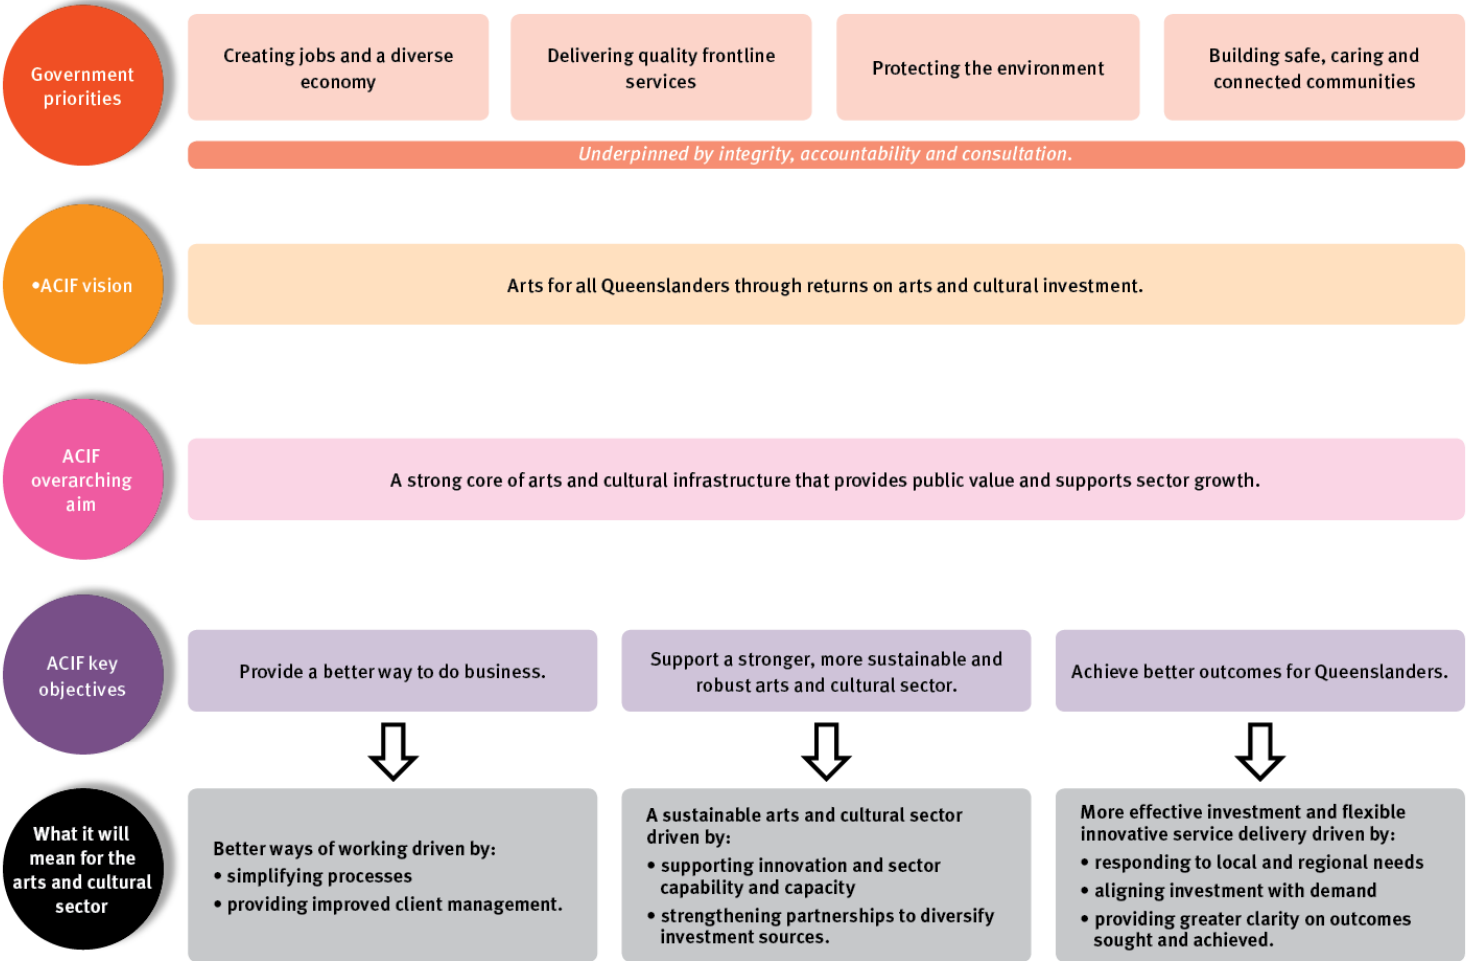 Government
priorities
Creating jobs and a diverse
economy
Delivering quality frontline
services
Protecting the environment
Building safe, caring and
connected communities
Underpinned by integrity, accountability and consultation.
•ACIF vision
Arts for all Queenslanders through returns on arts and cultural investment.
ACIF
overarching
aim
A strong core of arts and cultural infrastructure that provides public value and supports sector growth.
ACIF key
objectives
Provide a better way to do business.
Support a stronger, more sustainable and
robust arts and cultural sector.
Achieve better outcomes for Queenslanders.
What it will
mean for the
arts and cultural
sector
Better ways of working driven by:
• simplifying processes
• providing improved client management.
A sustainable arts and cultural sector
driven by:
• supporting innovation and sector
capability and capacity
• strengthening partnerships to diversify
investment sources.
More effective investment and flexible
innovative service delivery driven by:
• responding to local and regional needs
• aligning investment with demand
• providing greater clarity on outcomes
sought and achieved.